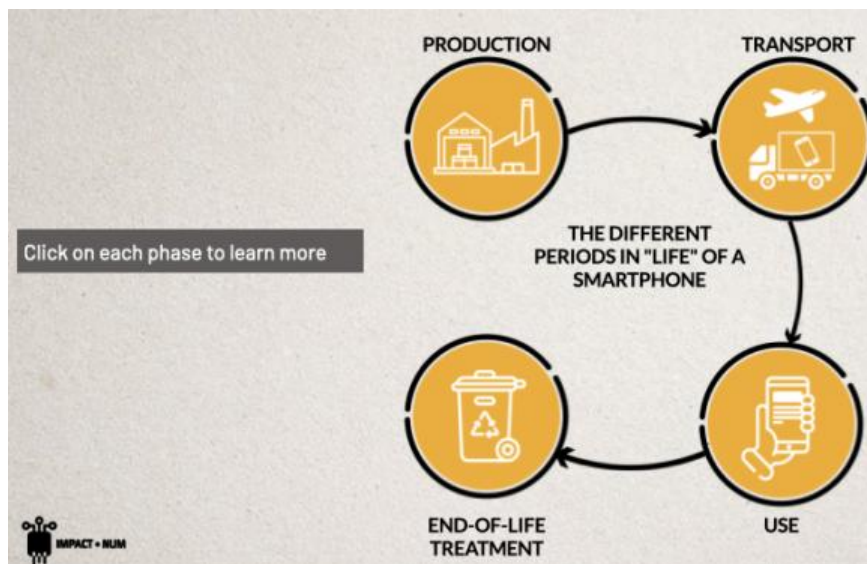 PRODUCTION
TRANSPORT
Click on each phase to learn more
THE DIFFERENT
PERIODS IN "LIFE" OF A
SMARTPHONE
END-OF-LIFE
TREATMENT
USE
IMPACT + NUM